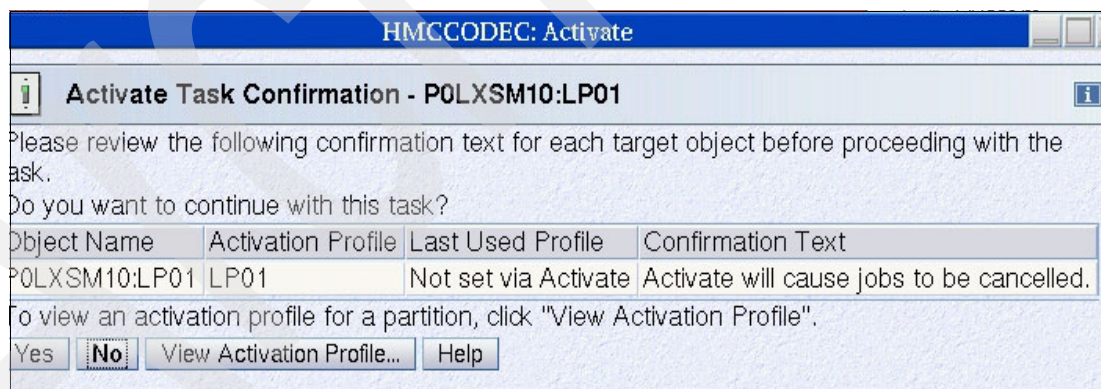 HMCCODEC: Activate
Activate Task Confirmation - P0LXSM10:LP01
Please review the following confirmation text for each target object before proceeding with the
ask.
Do you want to continue with this task?
Object Name Activation Profile Last Used Profile Confirmation Text
P0LXSM10:LP01 LP01 Not set via Activate Activate will cause jobs to be cancelled.
To view an activation profile for a partition, click "View Activation Profile".
Yes No View Activation Profile... Help